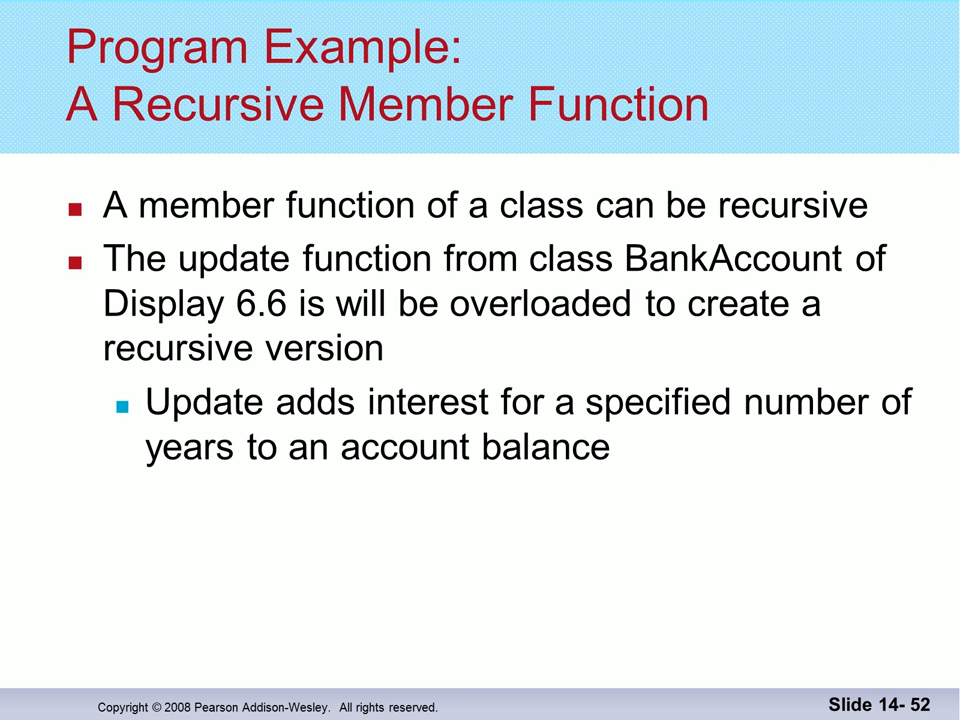 Program Example:
A Recursive Member Function
A member function of a class can be recursive
The update function from class BankAccount of
Display 6.6 is will be overloaded to create a
recursive version
Update adds interest for a specified number of
years to an account balance
Copyright © 2008 Pearson Addison-Wesley. All rights reserved.
Slide 14- 52